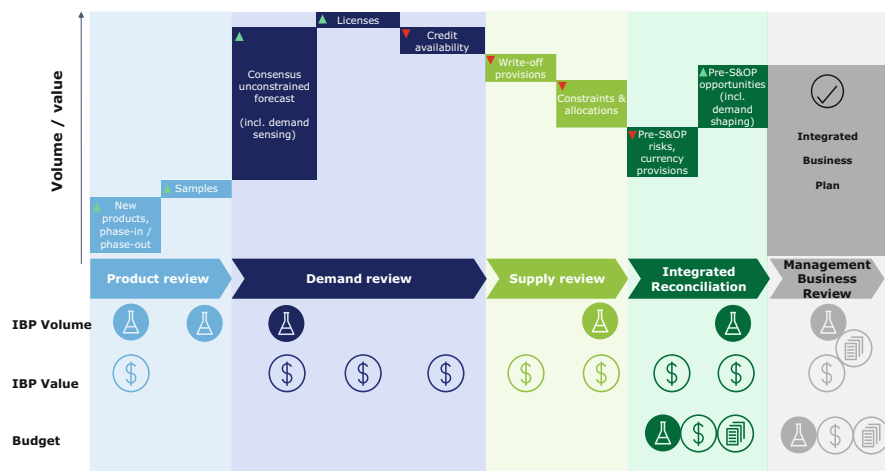 Volume / value
New
products,
phase-in /
phase-out
Samples
Consensus
unconstrained
forecast
(incl. demand
sensing)
Licenses
Credit
availability
Write-off
provisions
Constraints &
allocations
Pre-S&OP
risks,
currency
provisions
Pre-S&OP
opportunities
(incl.
demand
shaping)
Integrated
Business
Plan
Product review
Demand review
Supply review
Integrated
Reconciliation
Management
Business
Review
IBP Volume
IBP Value
$ $ $ $ $ $ $ $ $
Budget
$ $